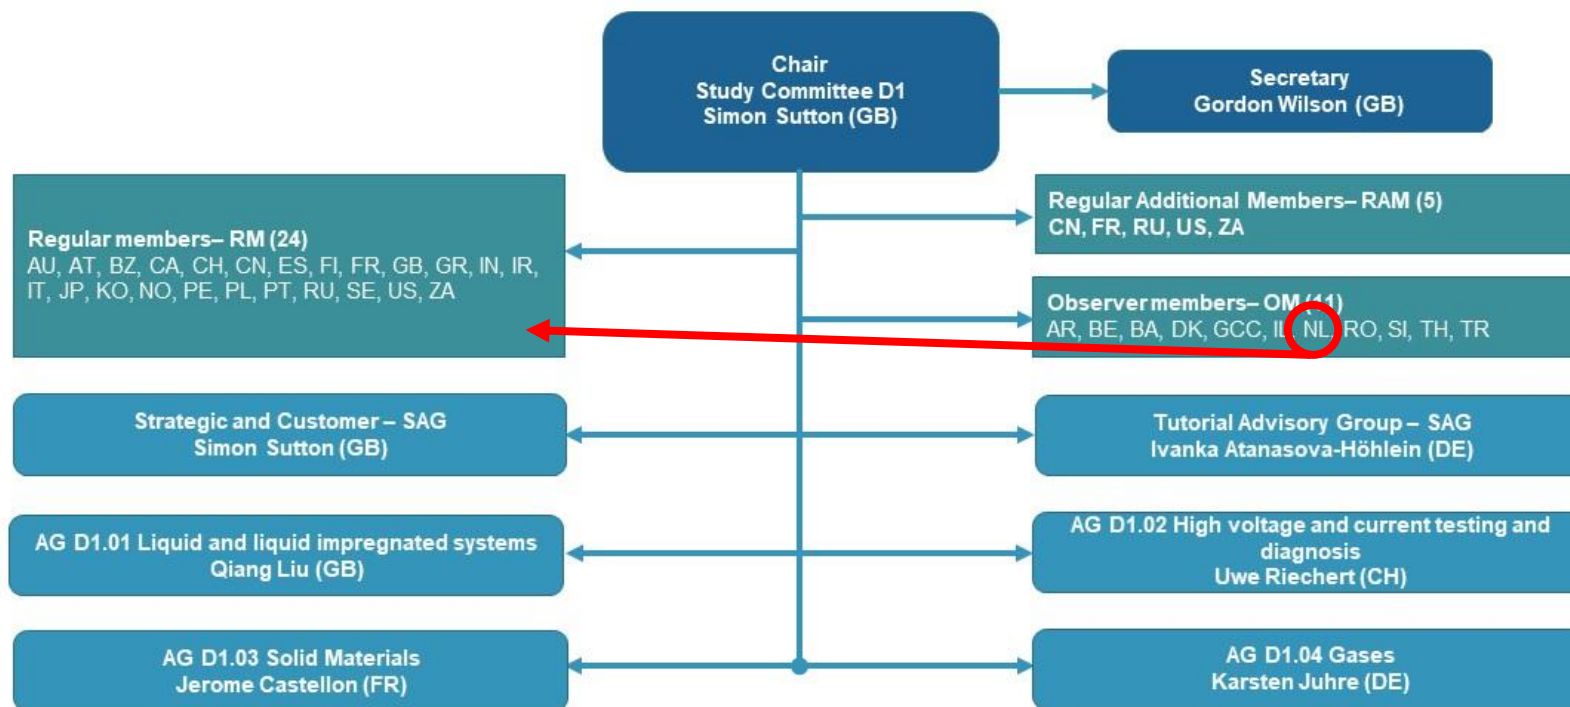 Chair
Study Committee D1
Simon Sutton (GB)
Secretary
Gordon Wilson (GB)
Regular members– RM (24)
AU, AT, BZ, CA, CH, CN, ES, FI, FR, GB, GR, IN, IR,
IT, JP, KO, NO, PE, PL, PT, RU, SE, US, ZA
Regular Additional Members– RAM (5)
CN, FR, RU, US, ZA
Observer members– OM (11)
AR, BE, BA, DK, GCC, NL, RO, SI, TH, TR
Strategic and Customer – SAG
Simon Sutton (GB)
Tutorial Advisory Group – SAG
Ivanka Atanasova-Höhlein (DE)
AG D1.01 Liquid and liquid impregnated systems
Qiang Liu (GB)
AG D1.02 High voltage and current testing and
diagnosis
Uwe Riechert (CH)
AG D1.03 Solid Materials
Jerome Castellon (FR)
AG D1.04 Gases
Karsten Juhre (DE)